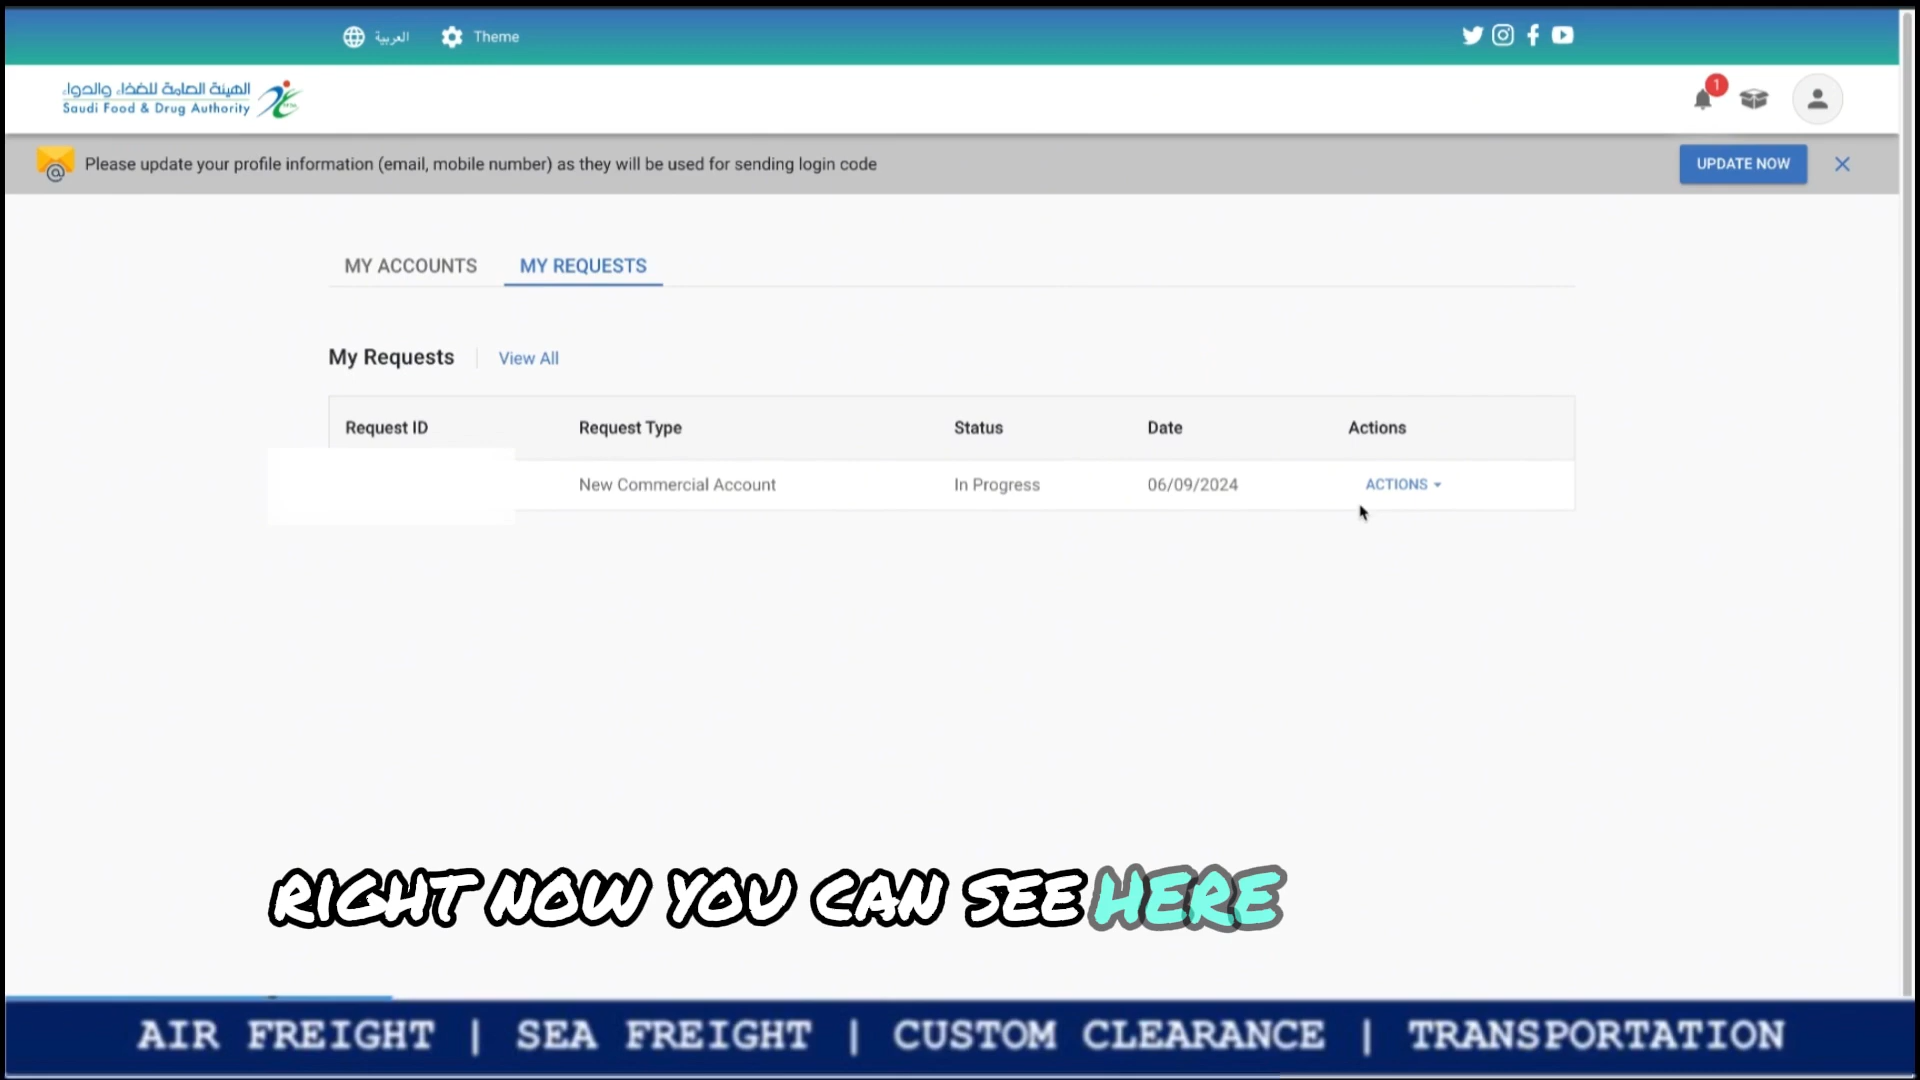 العربية Theme
الهيئة العامة للغذاء والدواء
Saudi Food & Drug Authority
1
Please update your profile information (email, mobile number) as they will be used for sending login code
UPDATE NOW
MY ACCOUNTS MY REQUESTS
My Requests View All
Request ID Request Type Status Date Actions
New Commercial Account In Progress 06/09/2024 ACTIONS
RIGHT NOW YOU CAN SEE HERE
AIR FREIGHT | SEA FREIGHT | CUSTOM CLEARANCE | TRANSPORTATION